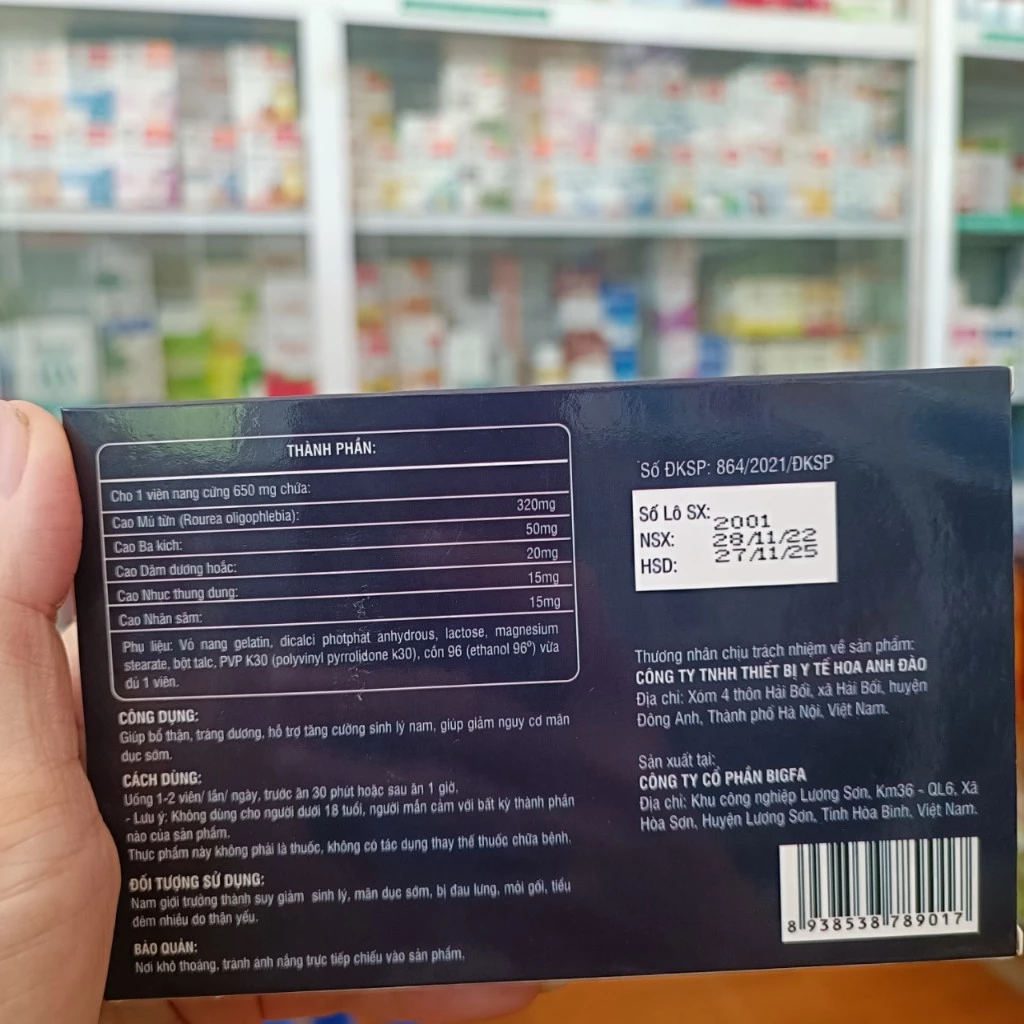 THÀNH PHẦN:
Cho 1 viên nang cứng 650 mg chứa:
Cao Mú từn (Rourea oligophlebia): 320mg
Cao Ba kích: 50mg
Cao Dâm dương hoắc: 20mg
Cao Nhục thung dung: 15mg
Cao Nhân sâm: 15mg
Phụ liệu: Vỏ nang gelatin, dicalci photphat anhydrous, lactose, magnesium
stearate, bột talc, PVP K30 (polyvinyl pyrrolidone k30), cồn 96 (ethanol 96º) vừa
đủ 1 viên.
CÔNG DỤNG:
Giúp bổ thận, tráng dương, hỗ trợ tăng cường sinh lý nam, giúp giảm nguy cơ mãn
dục sớm.
CÁCH DÙNG:
Uống 1-2 viên/ lần/ ngày, trước ăn 30 phút hoặc sau ăn 1 giờ.
- Lưu ý: Không dùng cho người dưới 18 tuổi, người mẫn cảm với bất kỳ thành phần
nào của sản phẩm.
Thực phẩm này không phải là thuốc, không có tác dụng thay thế thuốc chữa bệnh.
ĐỐI TƯỢNG SỬ DỤNG:
Nam giới trưởng thành suy giảm sinh lý, mãn dục sớm, bị đau lưng, mỏi gối, tiểu
đêm nhiều do thận yếu.
BẢO QUẢN:
Nơi khô thoáng, tránh ánh nắng trực tiếp chiếu vào sản phẩm.
Số ĐKSP: 864/2021/ĐKSP
Số Lô SX: 2001
NSX: 28/11/22
HSD: 27/11/25
Thương nhân chịu trách nhiệm về sản phẩm:
CÔNG TY TNHH THIẾT BỊ Y TẾ HOA ANH ĐÀO
Địa chỉ: Xóm 4 thôn Hải Bối, xã Hải Bối, huyện
Đông Anh, Thành phố Hà Nội, Việt Nam.
Sản xuất tại:
CÔNG TY CỔ PHẦN BIGFA
Địa chỉ: Khu công nghiệp Lương Sơn, Km36 - QL6, Xã
Hòa Sơn, Huyện Lương Sơn, Tỉnh Hòa Bình, Việt Nam.
8 938538 789017